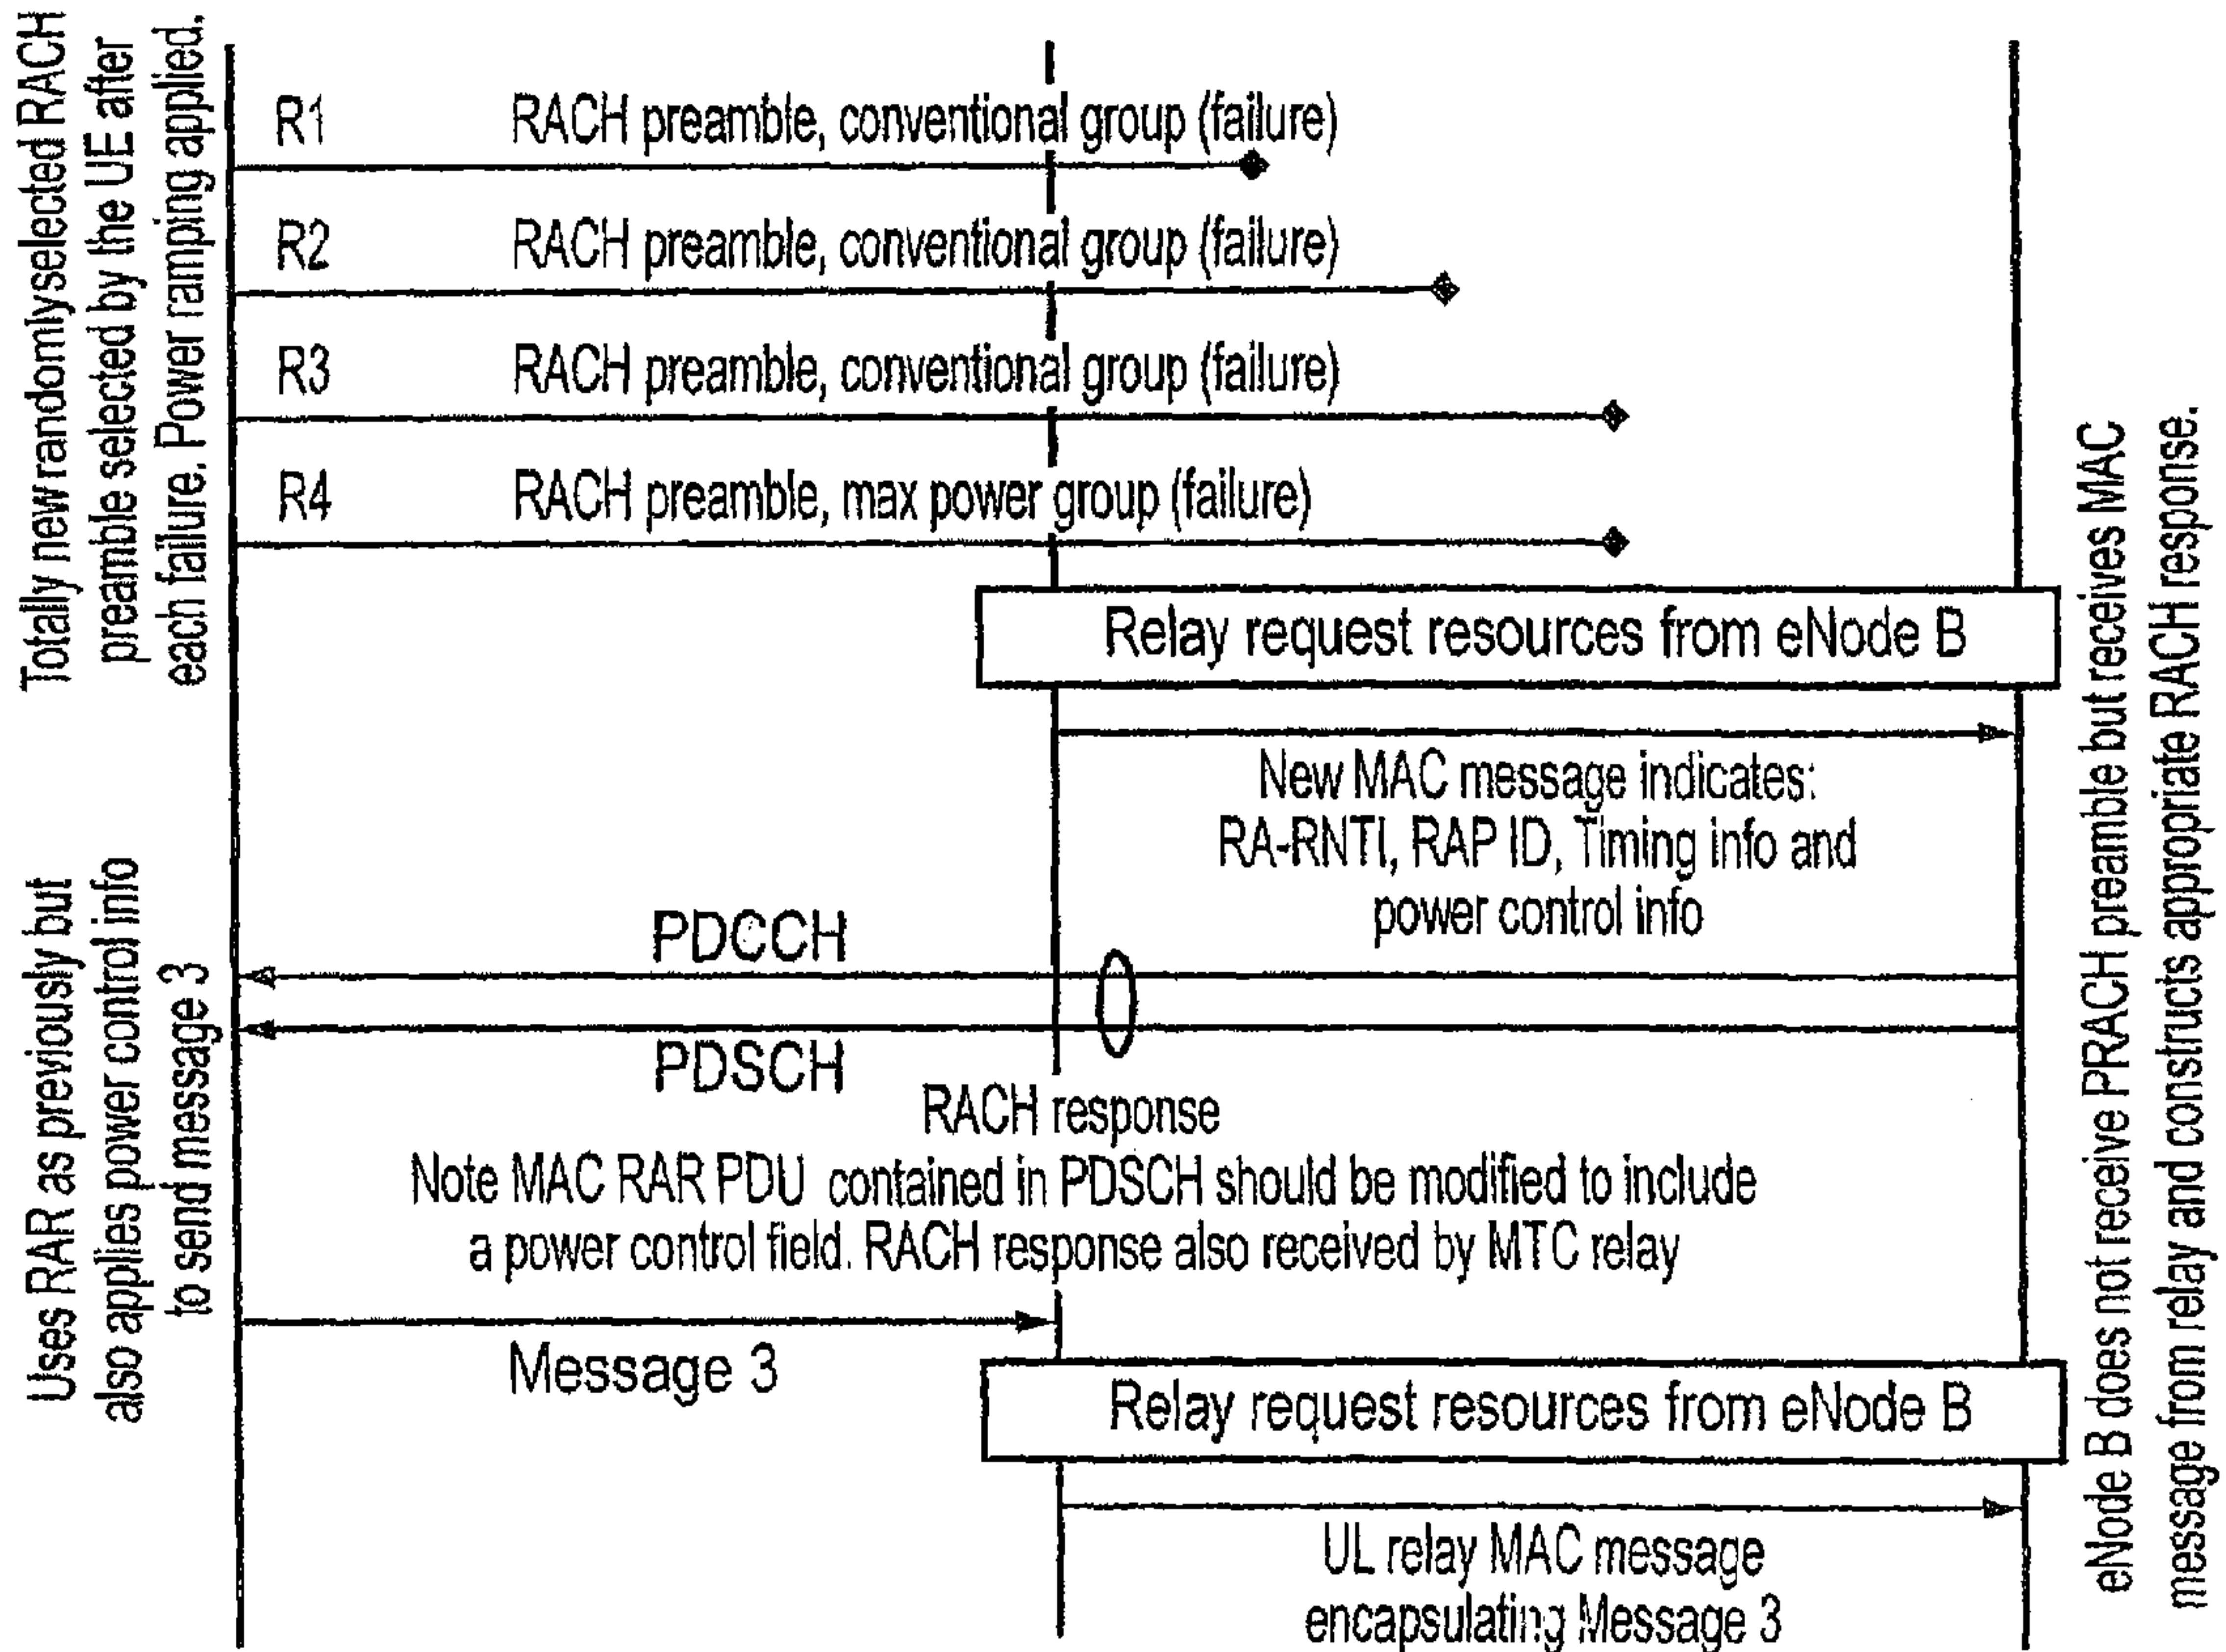 Totally new randomlyselected RACH
preamble selected by the UE after
each failure. Power ramping applied.
R1 RACH preamble, conventional group (failure)
R2 RACH preamble, conventional group (failure)
R3 RACH preamble, conventional group (failure)
R4 RACH preamble, max power group (failure)
Relay request resources from eNode B
New MAC message indicates:
RA-RNTI, RAP ID, Timing info and
power control info
PDCCH
PDSCH
RACH response
Note MAC RAR PDU contained in PDSCH should be modified to include
a power control field. RACH response also received by MTC relay
Uses RAR as previously but
also applies power control info
to send message 3
Message 3
Relay request resources from eNode B
UL relay MAC message
encapsulating Message 3
eNode B does not receive PRACH preamble but receives MAC
message from relay and constructs appropriate RACH response.